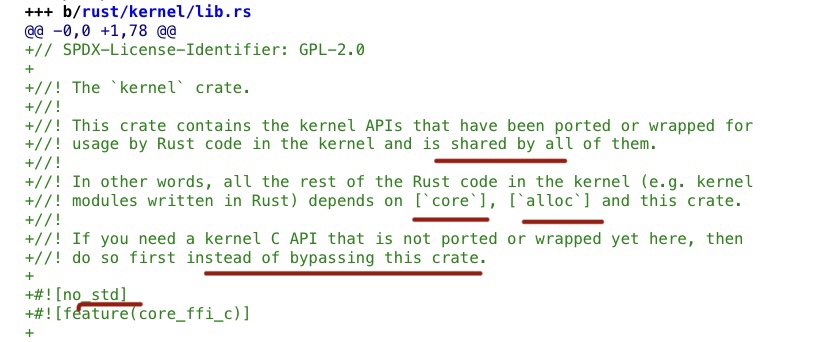 +++ b/rust/kernel/lib.rs
@@ -0,0 +1,78 @@
+// SPDX-License-Identifier: GPL-2.0
+
+//! The `kernel` crate.
+//!
+//! This crate contains the kernel APIs that have been ported or wrapped for
+//! usage by Rust code in the kernel and is shared by all of them.
+//!
+//! In other words, all the rest of the Rust code in the kernel (e.g. kernel
+//! modules written in Rust) depends on [`core`], [`alloc`] and this crate.
+//!
+//! If you need a kernel C API that is not ported or wrapped yet here, then
+//! do so first instead of bypassing this crate.
+
+#![no_std]
+#![feature(core_ffi_c)]
+